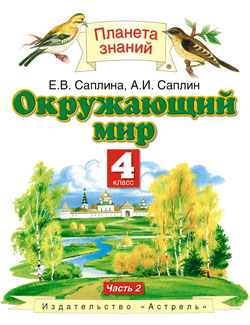 Планета
знаний
Е.В. Саплина, А.И. Саплин
Окружающий
мир
4
класс
Часть 2
Издательство «Астрель»